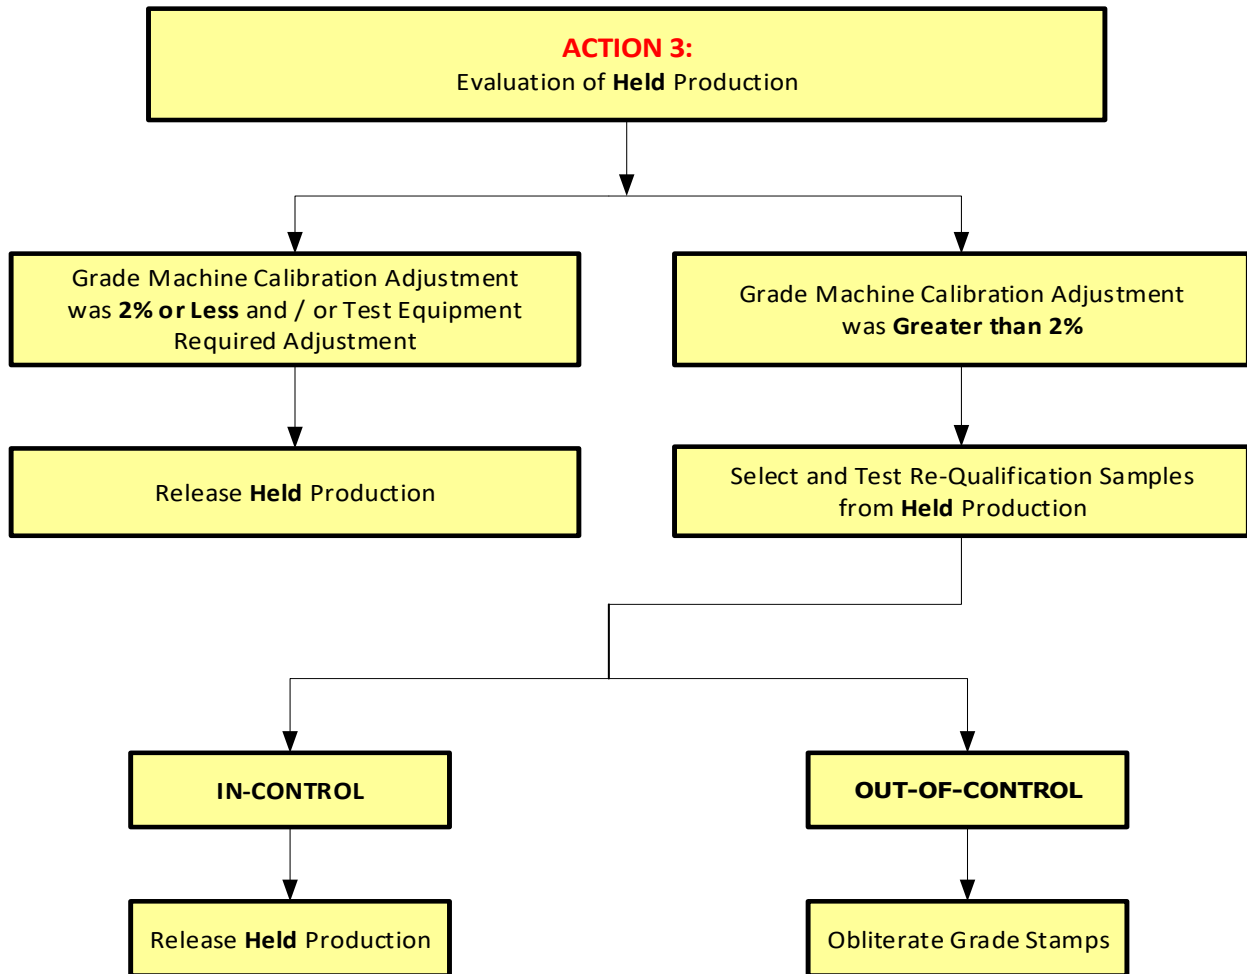 ACTION 3:
Evaluation of Held Production
Grade Machine Calibration Adjustment
was 2% or Less and / or Test Equipment
Required Adjustment
Grade Machine Calibration Adjustment
was Greater than 2%
Release Held Production
Select and Test Re-Qualification Samples
from Held Production
IN-CONTROL
OUT-OF-CONTROL
Release Held Production
Obliterate Grade Stamps